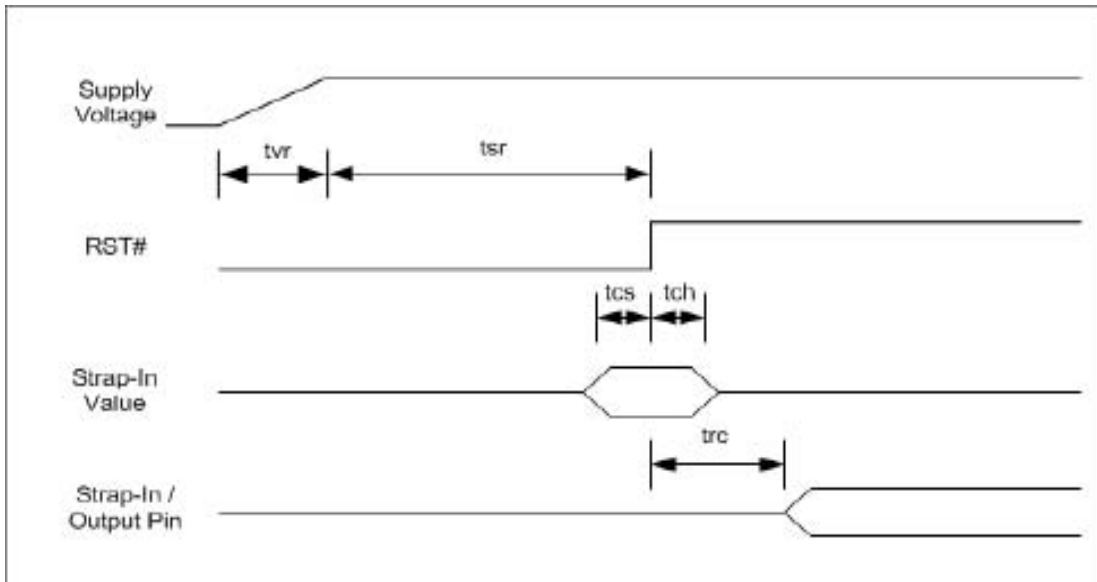 Supply
Voltage
tvr
tsr
RST#
tcs
tch
Strap-In
Value
trc
Strap-In /
Output Pin